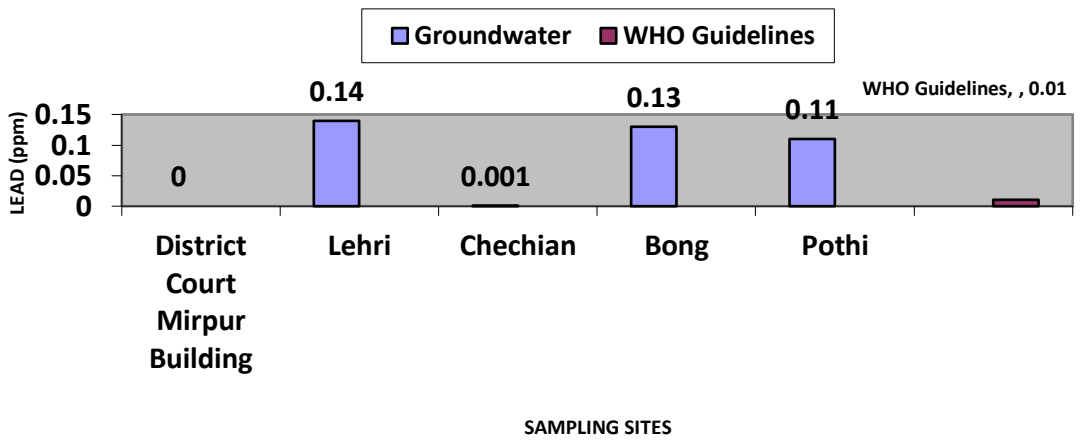 Groundwater WHO Guidelines
WHO Guidelines, , 0.01
0.14 0.13 0.11
0 0.001
LEAD (ppm)
0.15
0.1
0.05
0
District Court Mirpur Building
Lehri
Chechian
Bong
Pothi
SAMPLING SITES